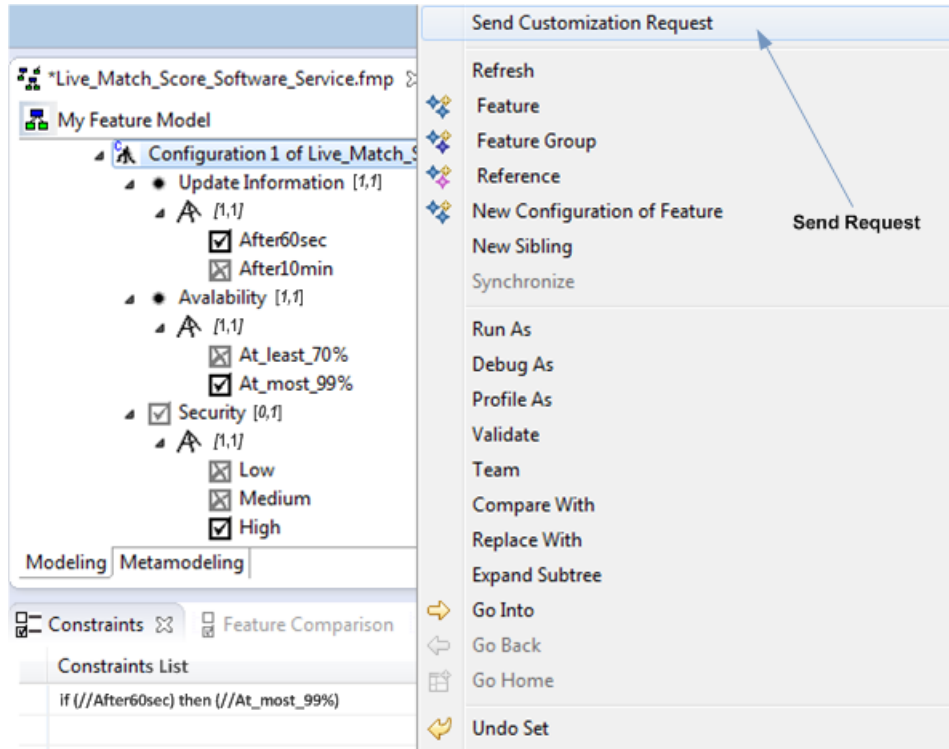 *Live_Match_Score_Software_Service.fmp
My Feature Model
Configuration 1 of Live_Match_S
Update Information [1,1]
[1,1]
After60sec
After10min
Avalability [1,1]
[1,1]
At_least_70%
At_most_99%
Security [0,1]
[1,1]
Low
Medium
High
Modeling
Metamodeling
Constraints
Feature Comparison
Constraints List
if (//After60sec) then (//At_most_99%)
Send Customization Request
Refresh
Feature
Feature Group
Reference
New Configuration of Feature
New Sibling
Synchronize
Run As
Debug As
Profile As
Validate
Team
Compare With
Replace With
Expand Subtree
Go Into
Go Back
Go Home
Undo Set
Send Request